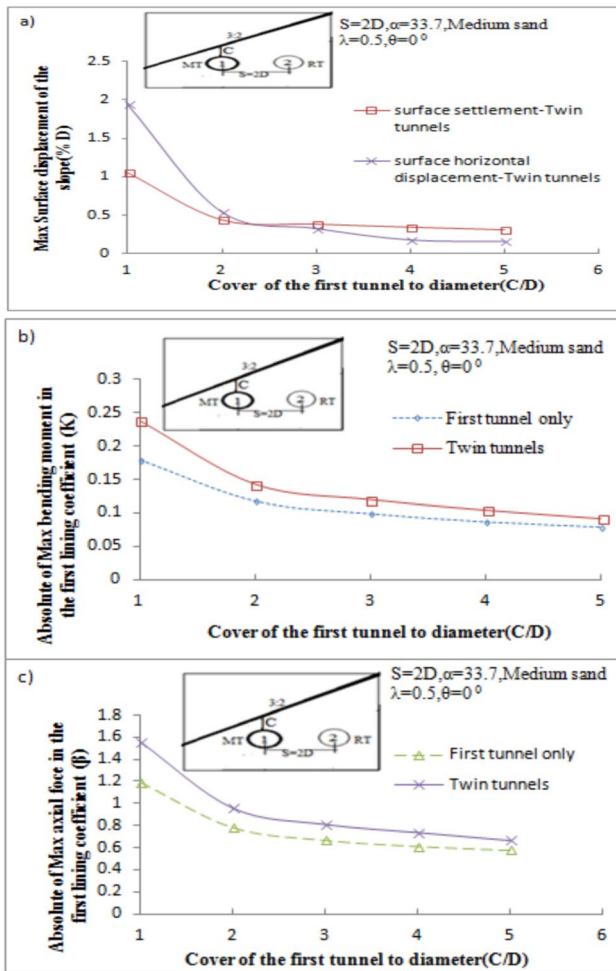 a)
S=2D,α=33.7,Medium sand
λ=0.5,θ=0⁰
3:2
C
MT
1
2
RT
S=2D
Max Surface displacement of the
slope(% D)
2.5
2
1.5
1
0.5
0
surface settlement-Twin
tunnels
surface horizontal
displacement-Twin tunnels
1 2 3 4 5 6
Cover of the first tunnel to diameter(C/D)
b)
S=2D,α=33.7,Medium sand
λ=0.5, θ=0⁰
3:2
C
MT
1
2
RT
S=2D
Absolute of Max bending moment in
the first lining coefficient (K)
0.3
0.25
0.2
0.15
0.1
0.05
0
First tunnel only
Twin tunnels
1 2 3 4 5
Cover of the first tunnel to diameter(C/D)
c)
S=2D,α=33.7,Medium sand
λ=0.5,θ=0⁰
3:2
C
MT
1
2
RT
S=2D
Absolute of Max axial foce in the
first lining coefficient (β)
1.8
1.6
1.4
1.2
1
0.8
0.6
0.4
0.2
0
First tunnel only
Twin tunnels
1 2 3 4 5 6
Cover of the first tunnel to diameter(C/D)